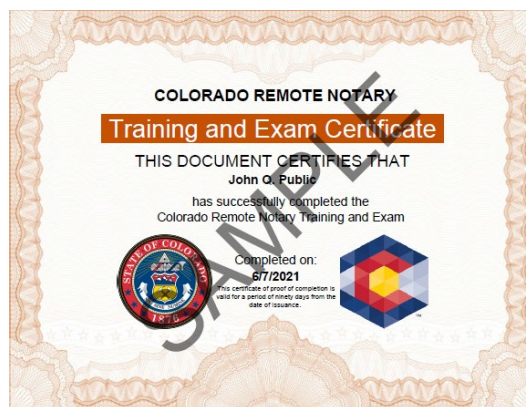 COLORADO REMOTE NOTARY
Training and Exam Certificate
THIS DOCUMENT CERTIFIES THAT
John Q. Public
has successfully completed the
Colorado Remote Notary Training and Exam
Completed on:
6/7/2021
This certificate of proof of completion is
valid for a period of ninety days from the
date of issuance.
STATE OF COLORADO
1876
SAMPLE